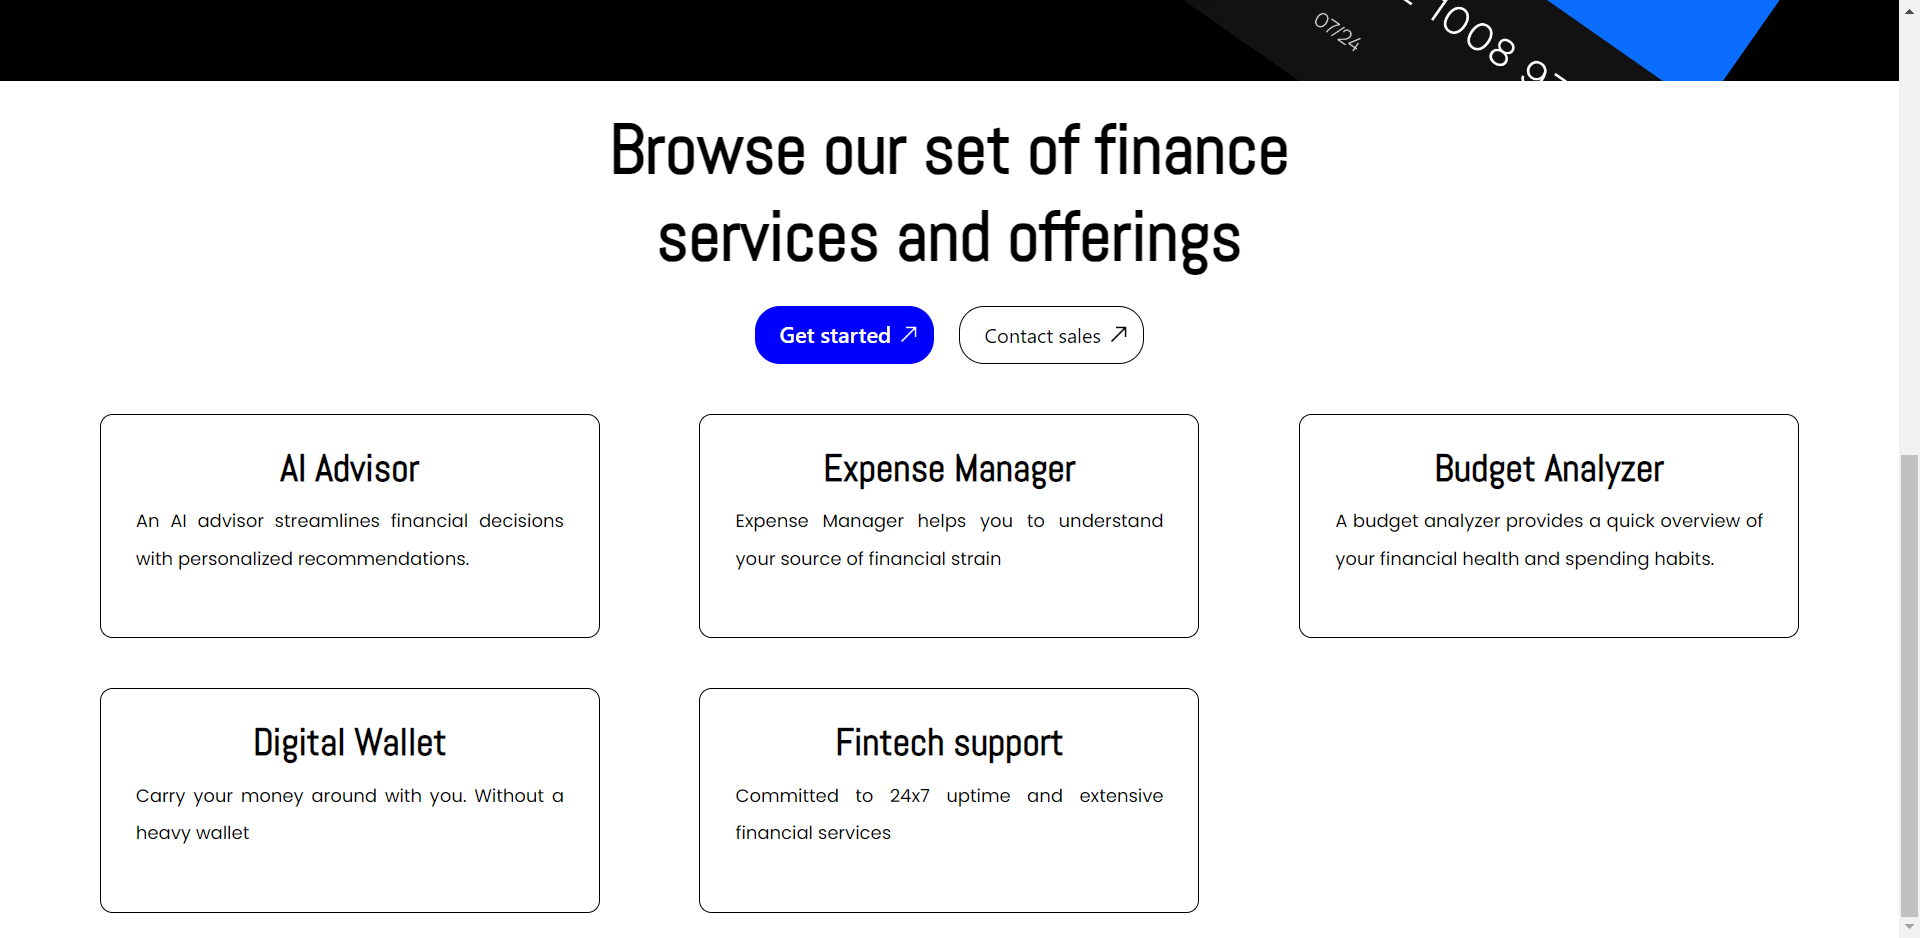 07/24
1008
Browse our set of finance
services and offerings
Get started
Contact sales
AI Advisor
An AI advisor streamlines financial decisions
with personalized recommendations.
Expense Manager
Expense Manager helps you to understand
your source of financial strain
Budget Analyzer
A budget analyzer provides a quick overview of
your financial health and spending habits.
Digital Wallet
Carry your money around with you. Without a
heavy wallet
Fintech support
Committed to 24x7 uptime and extensive
financial services